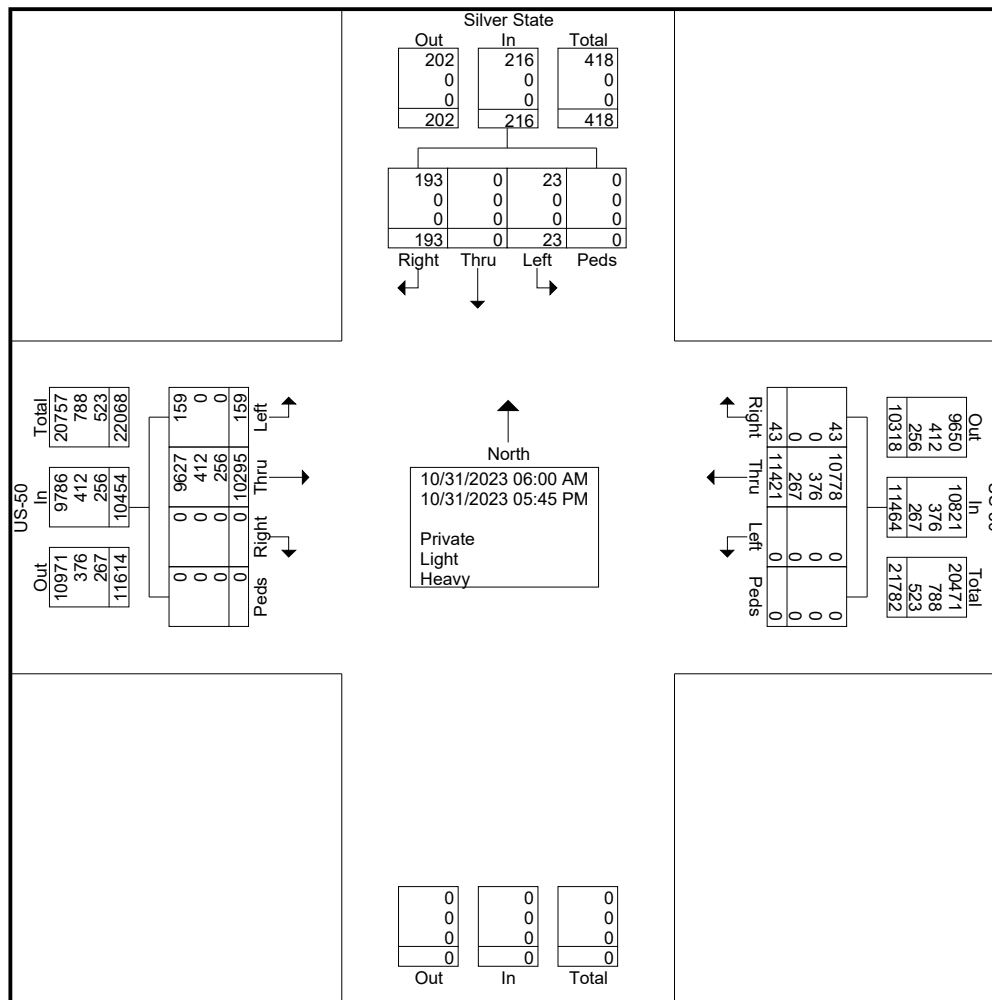 Silver State
Out In Total
202 216 418
0 0 0
0 0 0
202 216 418
193 0 23 0
0 0 0 0
0 0 0 0
193 0 23 0
Right Thru Left Peds
US-50
Out In Total
10971 9786 20757
376 412 788
267 256 523
11614 10454 22068
0 0 9627 159
0 0 412 0
0 0 256 0
0 0 10295 159
Peds Right Thru Left
North
10/31/2023 06:00 AM
10/31/2023 05:45 PM
Private
Light
Heavy
Out In Total
9650 10821 20471
412 376 788
256 267 523
10318 11464 21782
43 10778 0 0
0 376 0 0
0 267 0 0
43 11421 0 0
Right Thru Left Peds
0 0 0
0 0 0
0 0 0
0 0 0
Out In Total